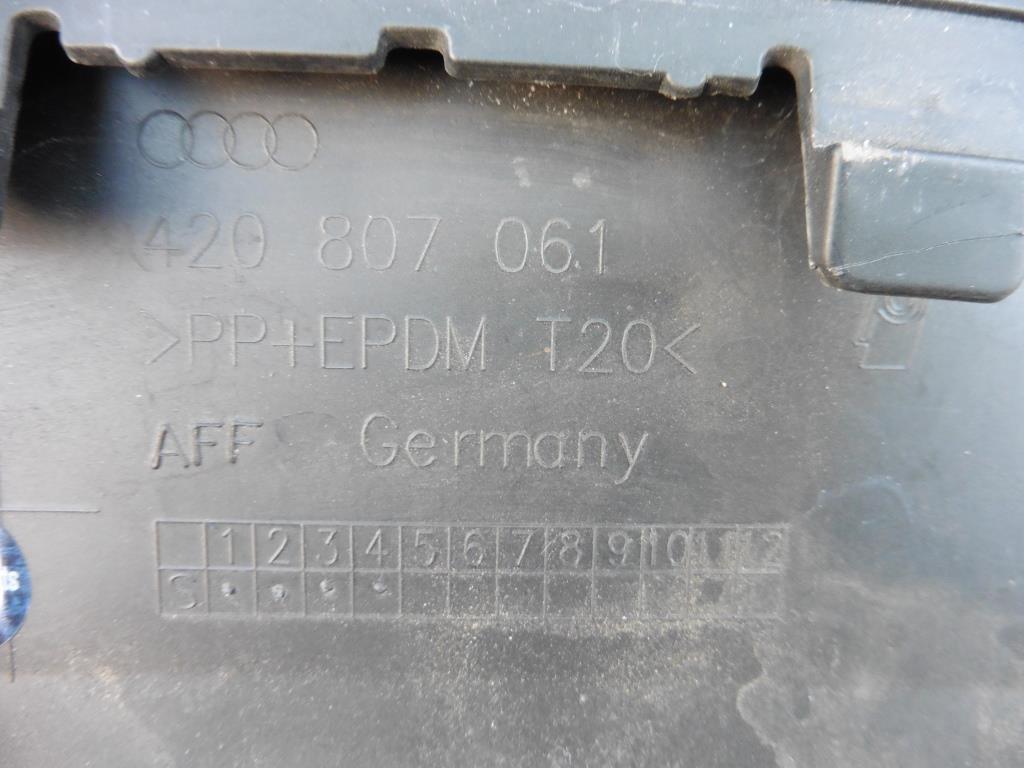 420 807 061
>PP+EPDM T20<
AFF Germany
1 2 3 4 5 6 7 8 9 10 11 12
S